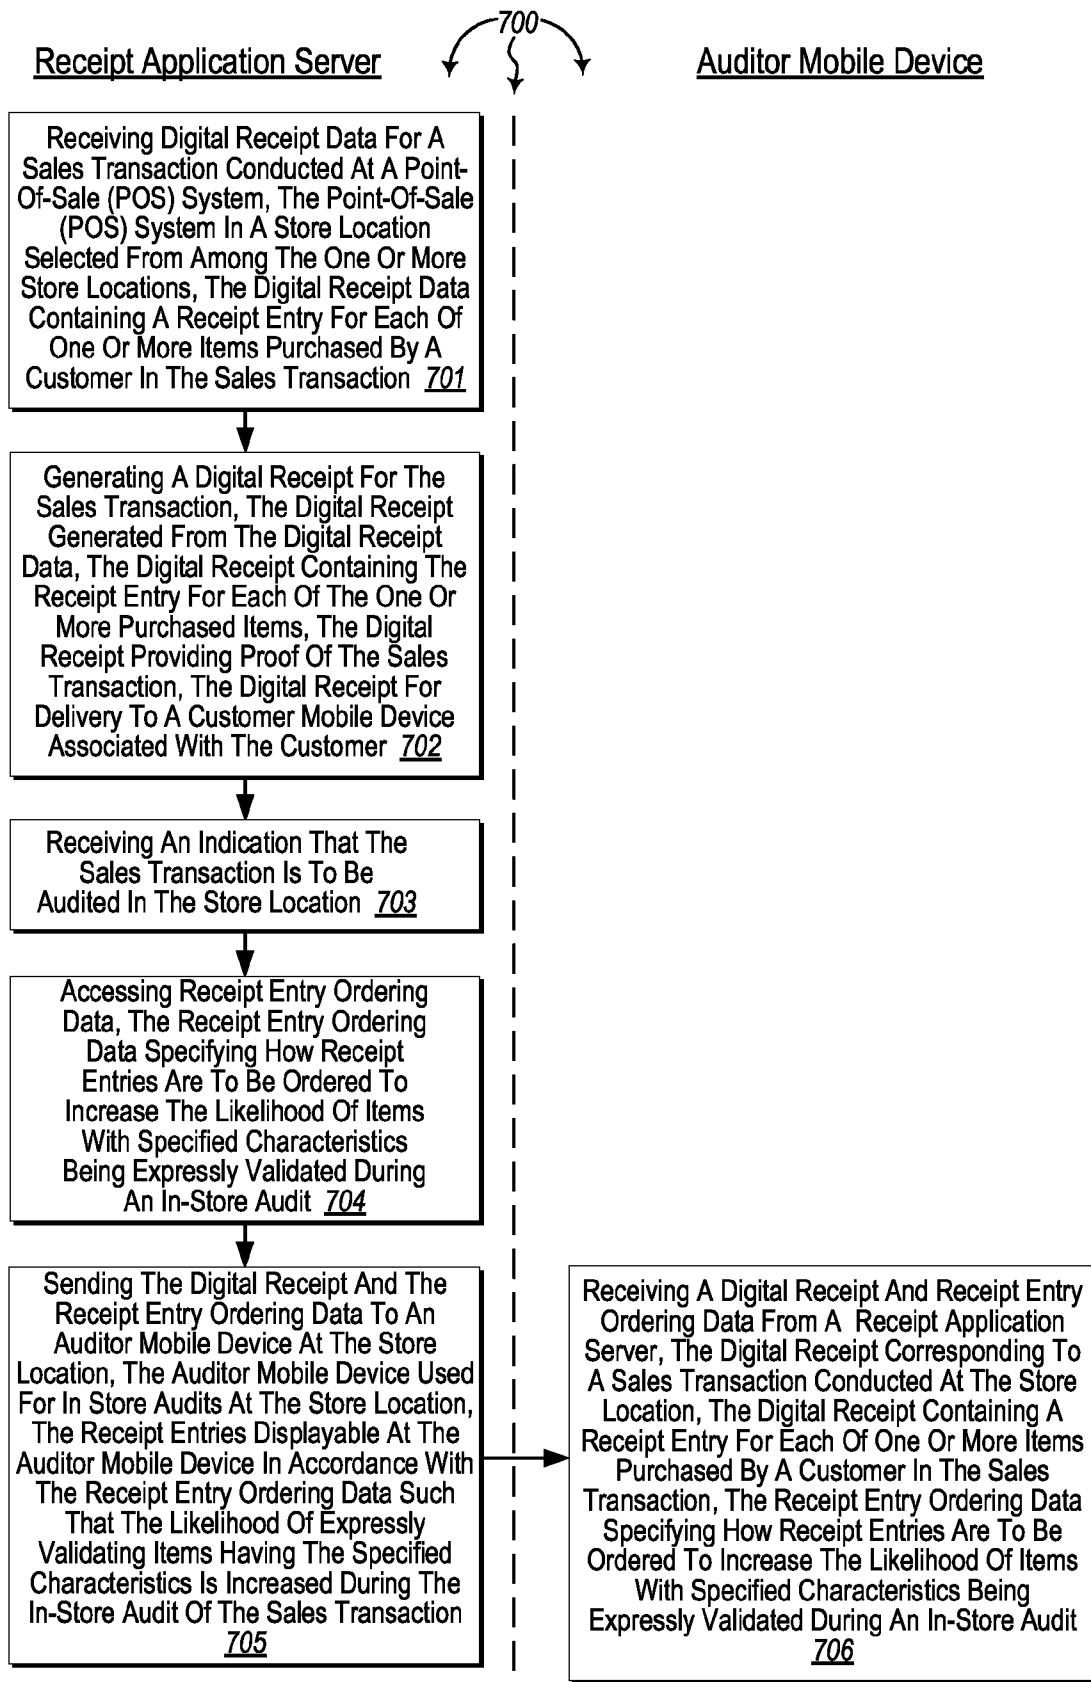 700
Receipt Application Server
Auditor Mobile Device
Receiving Digital Receipt Data For A
Sales Transaction Conducted At A Point-
Of-Sale (POS) System, The Point-Of-Sale
(POS) System In A Store Location
Selected From Among The One Or More
Store Locations, The Digital Receipt Data
Containing A Receipt Entry For Each Of
One Or More Items Purchased By A
Customer In The Sales Transaction 701
Generating A Digital Receipt For The
Sales Transaction, The Digital Receipt
Generated From The Digital Receipt
Data, The Digital Receipt Containing The
Receipt Entry For Each Of The One Or
More Purchased Items, The Digital
Receipt Providing Proof Of The Sales
Transaction, The Digital Receipt For
Delivery To A Customer Mobile Device
Associated With The Customer 702
Receiving An Indication That The
Sales Transaction Is To Be
Audited In The Store Location 703
Accessing Receipt Entry Ordering
Data, The Receipt Entry Ordering
Data Specifying How Receipt
Entries Are To Be Ordered To
Increase The Likelihood Of Items
With Specified Characteristics
Being Expressly Validated During
An In-Store Audit 704
Sending The Digital Receipt And The
Receipt Entry Ordering Data To An
Auditor Mobile Device At The Store
Location, The Auditor Mobile Device Used
For In Store Audits At The Store Location,
The Receipt Entries Displayable At The
Auditor Mobile Device In Accordance With
The Receipt Entry Ordering Data Such
That The Likelihood Of Expressly
Validating Items Having The Specified
Characteristics Is Increased During The
In-Store Audit Of The Sales Transaction
705
Receiving A Digital Receipt And Receipt Entry
Ordering Data From A Receipt Application
Server, The Digital Receipt Corresponding To
A Sales Transaction Conducted At The Store
Location, The Digital Receipt Containing A
Receipt Entry For Each Of One Or More Items
Purchased By A Customer In The Sales
Transaction, The Receipt Entry Ordering Data
Specifying How Receipt Entries Are To Be
Ordered To Increase The Likelihood Of Items
With Specified Characteristics Being
Expressly Validated During An In-Store Audit
706